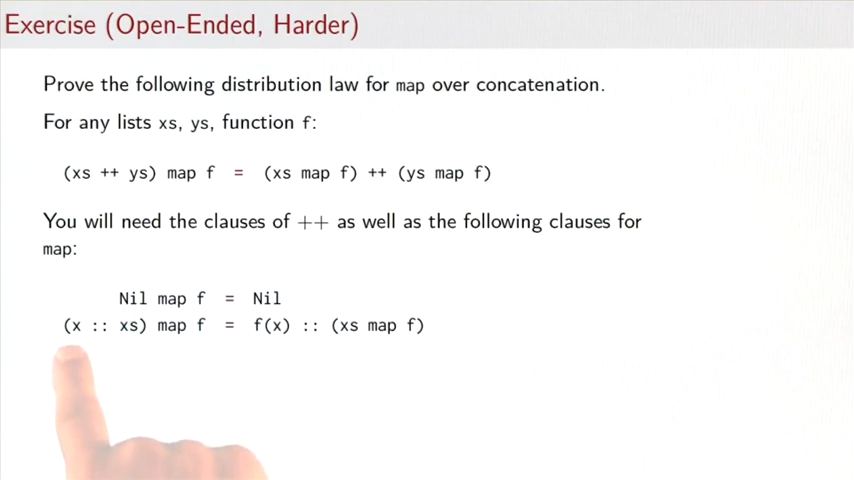 Exercise (Open-Ended, Harder)
Prove the following distribution law for map over concatenation.
For any lists xs, ys, function f:
(xs ++ ys) map f = (xs map f) ++ (ys map f)
You will need the clauses of ++ as well as the following clauses for
map:
Nil map f = Nil
(x :: xs) map f = f(x) :: (xs map f)